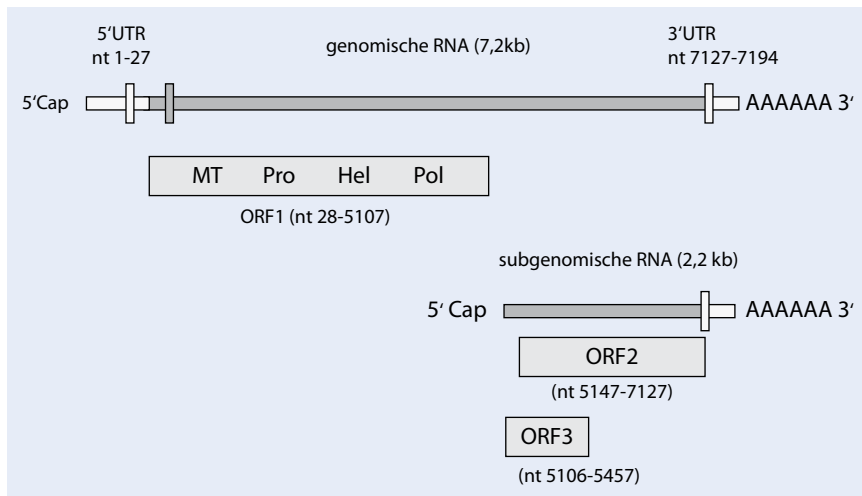 5‘UTR
nt 1-27
genomische RNA (7,2kb)
3‘UTR
nt 7127-7194
5‘Cap
AAAAAA 3‘
MT Pro Hel Pol
ORF1 (nt 28-5107)
subgenomische RNA (2,2 kb)
5‘ Cap
AAAAAA 3‘
ORF2
(nt 5147-7127)
ORF3
(nt 5106-5457)